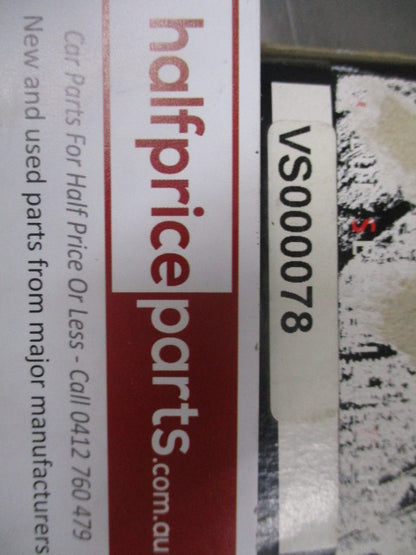 VS000078
halfpriceparts.com.au
Car Parts For Half Price Or Less - Call 0412 760 479
New and used parts from major manufacturers